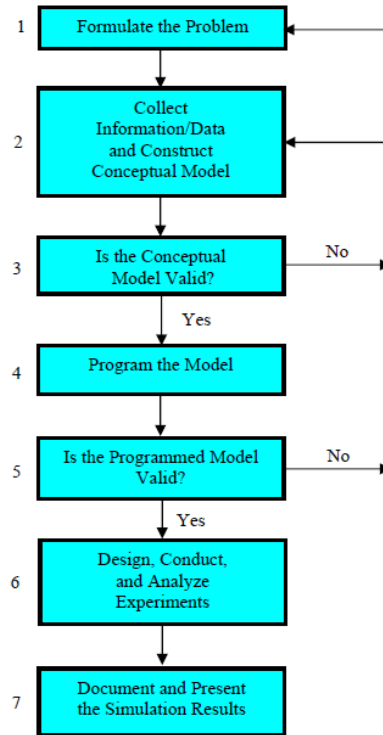 1
Formulate the Problem
2
Collect
Information/Data
and Construct
Conceptual Model
3
Is the Conceptual
Model Valid?
No
Yes
4
Program the Model
5
Is the Programmed Model
Valid?
No
Yes
6
Design, Conduct,
and Analyze
Experiments
7
Document and Present
the Simulation Results